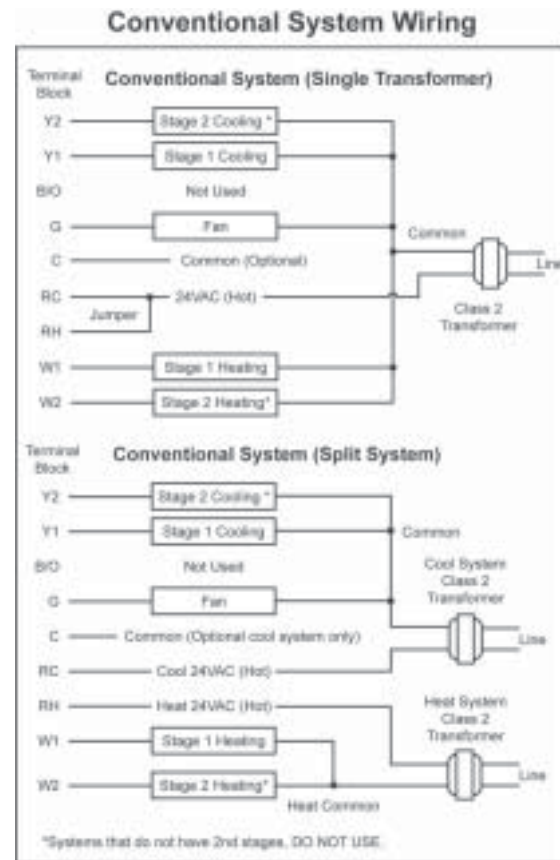 Conventional System Wiring
Terminal Block
Conventional System (Single Transformer)
Y2 Stage 2 Cooling *
Y1 Stage 1 Cooling
B/O Not Used
G Fan
Common
C Common (Optional)
Line
RC 24VAC (Hot)
Jumper
RH
Class 2 Transformer
W1 Stage 1 Heating
W2 Stage 2 Heating*
Terminal Block
Conventional System (Split System)
Y2 Stage 2 Cooling *
Y1 Stage 1 Cooling
Common
B/O Not Used
Cool System Class 2 Transformer
G Fan
C Common (Optional cool system only)
Line
RC Cool 24VAC (Hot)
RH Heat 24VAC (Hot)
Heat System Class 2 Transformer
W1 Stage 1 Heating
W2 Stage 2 Heating*
Line
Heat Common
*Systems that do not have 2nd stages, DO NOT USE.